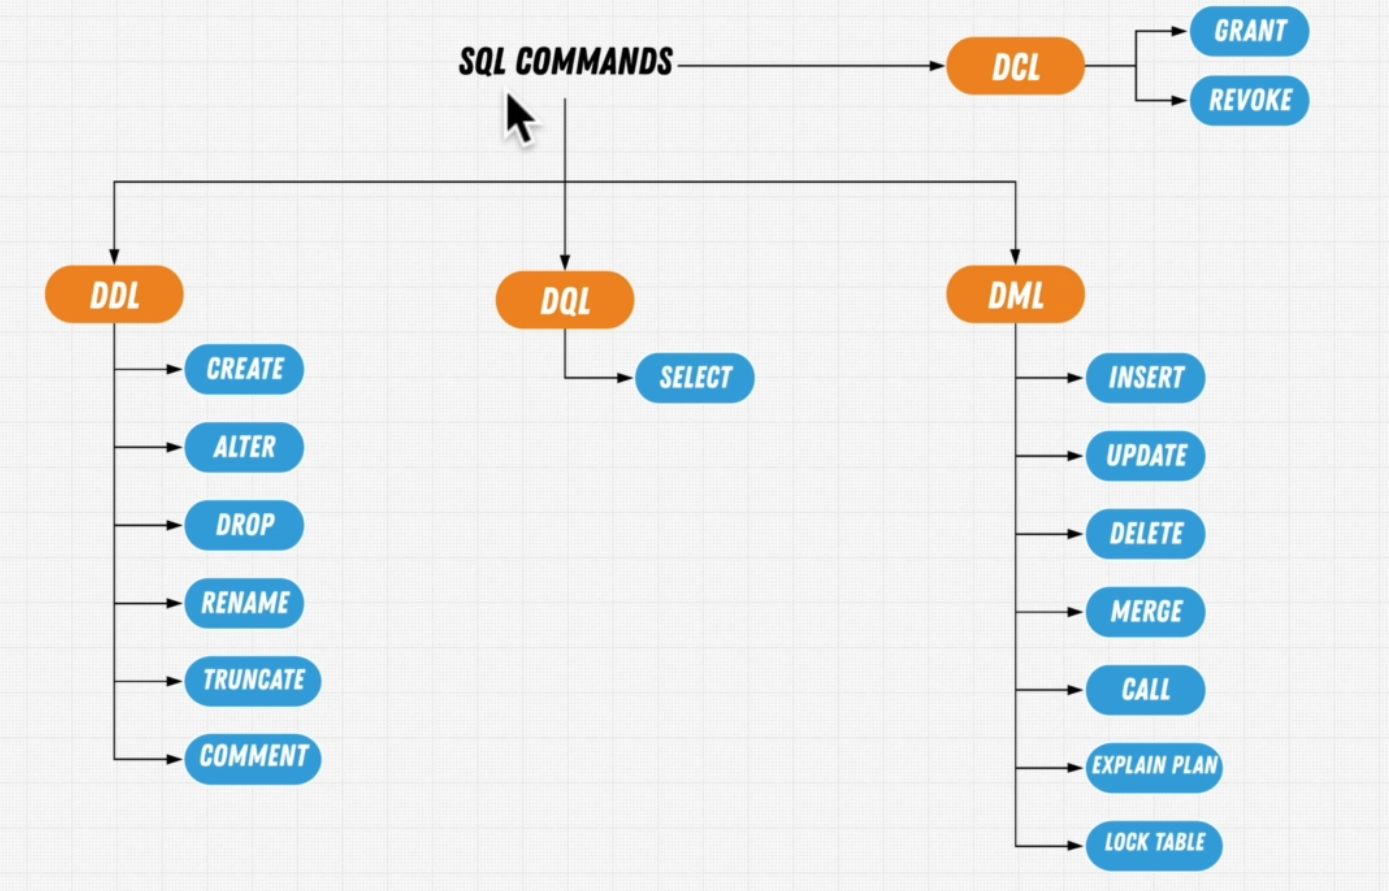 SQL COMMANDS
DCL
GRANT
REVOKE
DDL
CREATE
ALTER
DROP
RENAME
TRUNCATE
COMMENT
DQL
SELECT
DML
INSERT
UPDATE
DELETE
MERGE
CALL
EXPLAIN PLAN
LOCK TABLE